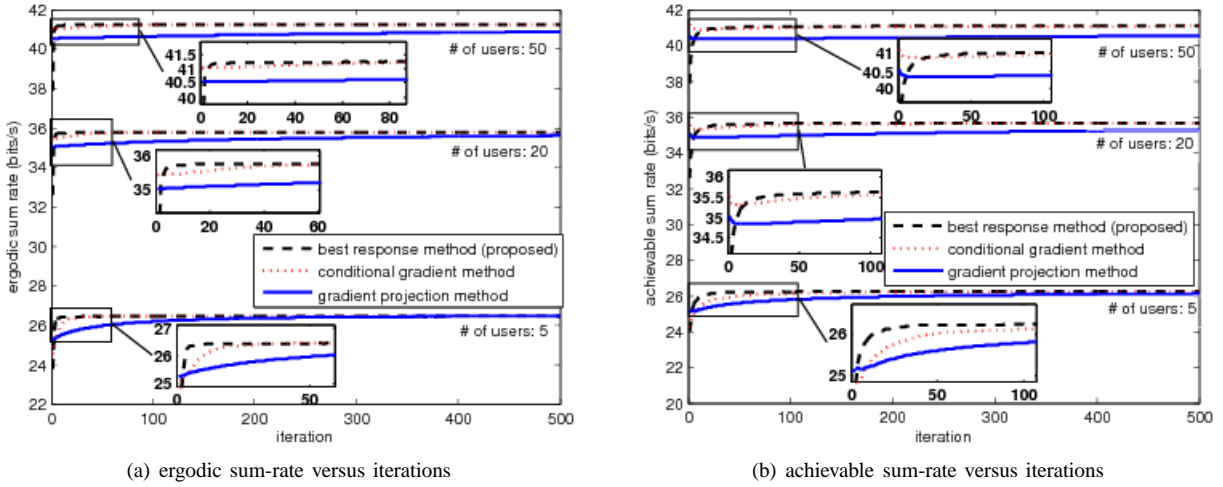 42
40
38
36
34
32
30
28
26
24
22
ergodic sum rate (bits/s)
0
100
200
300
400
500
iteration
# of users: 50
# of users: 20
# of users: 5
41.5
41
40.5
40
0 20 40 60 80
36
35
0 20 40 60
27
26
25
0 50
best response method (proposed)
conditional gradient method
gradient projection method
(a) ergodic sum-rate versus iterations
42
40
38
36
34
32
30
28
26
24
22
20
achievable sum rate (bits/s)
0
100
200
300
400
500
iteration
# of users: 50
# of users: 20
# of users: 5
41
40.5
40
0 50 100
36
35.5
35
34.5
0 50 100
26
25
0 50 100
best response method (proposed)
conditional gradient method
gradient projection method
(b) achievable sum-rate versus iterations